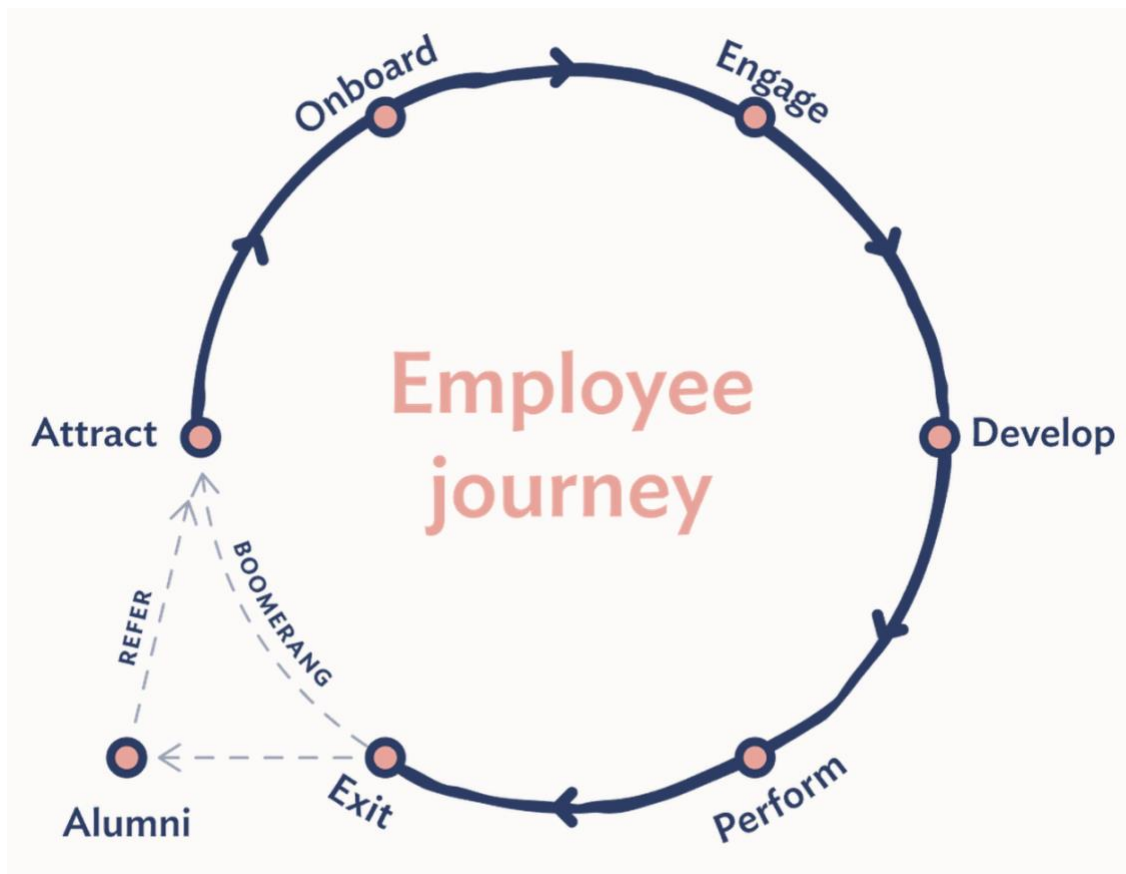 Onboard
Engage
Employee
journey
Attract
Develop
BOOMERANG
REFER
Exit
Perform
Alumni